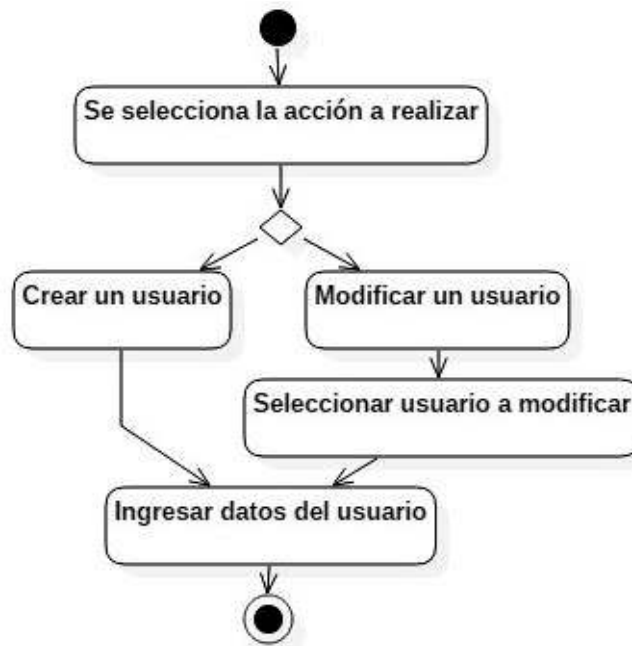 Se selecciona la acción a realizar
Crear un usuario
Modificar un usuario
Seleccionar usuario a modificar
Ingresar datos del usuario